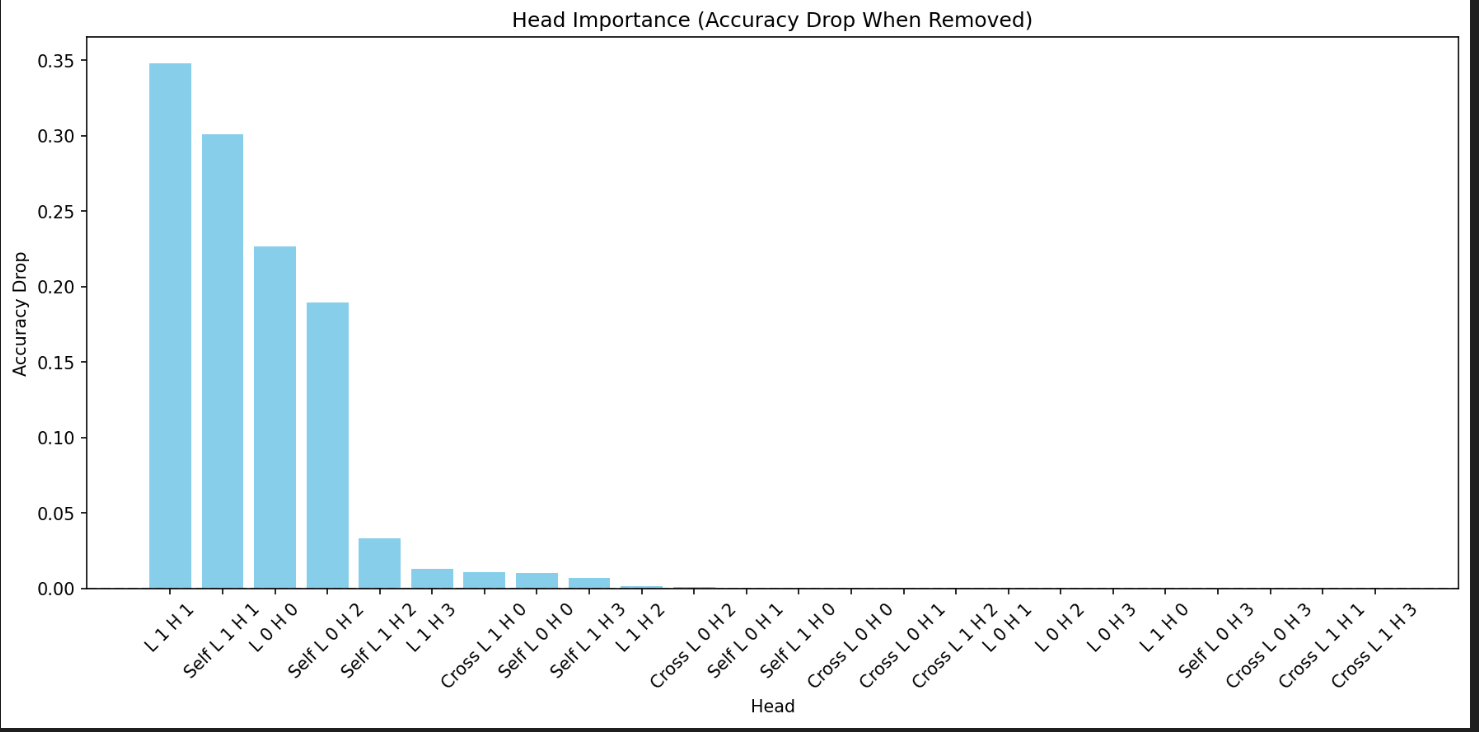 Head Importance (Accuracy Drop When Removed)
Accuracy Drop
0.35
0.30
0.25
0.20
0.15
0.10
0.05
0.00
L 1 H 1
Self L 1 H 1
L 0 H 0
Self L 0 H 2
Self L 1 H 2
L 1 H 3
Cross L 1 H 0
Self L 0 H 0
Self L 1 H 3
L 1 H 2
Cross L 0 H 2
Self L 0 H 1
Self L 1 H 0
Cross L 0 H 0
Cross L 0 H 1
Cross L 1 H 2
L 0 H 1
L 0 H 2
L 0 H 3
L 1 H 0
Self L 0 H 3
Cross L 0 H 3
Cross L 1 H 1
Cross L 1 H 3
Head